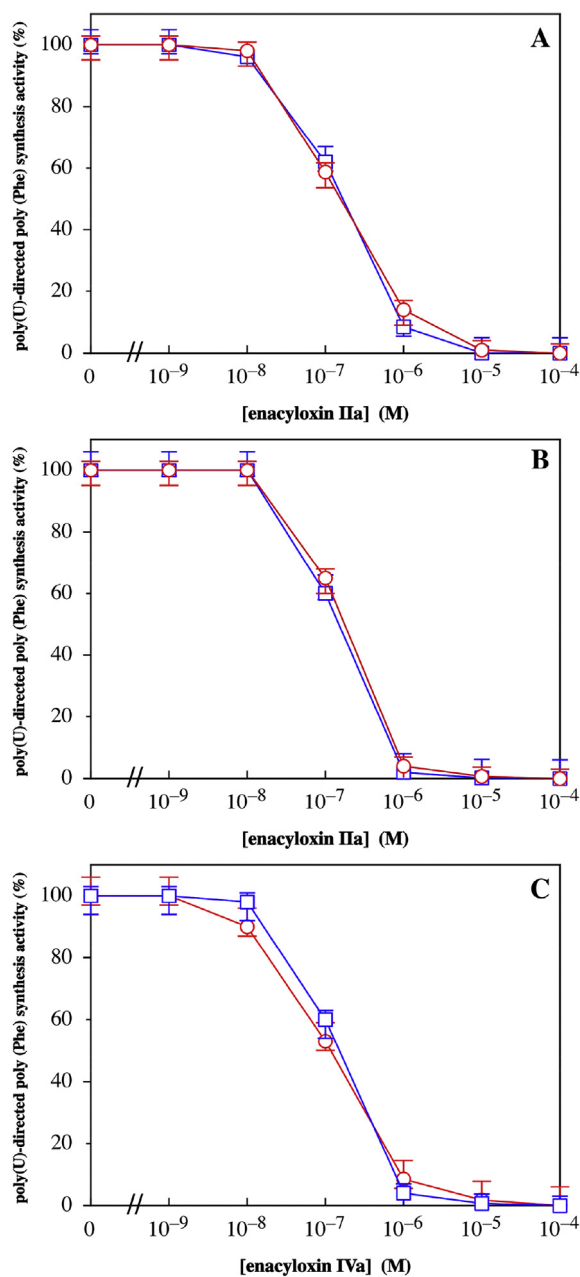 A
poly(U)-directed poly (Phe) synthesis activity (%)
100
80
60
40
20
0
0 10⁻⁹ 10⁻⁸ 10⁻⁷ 10⁻⁶ 10⁻⁵ 10⁻⁴
[enacyloxin IIa] (M)
B
poly(U)-directed poly (Phe) synthesis activity (%)
100
80
60
40
20
0
0 10⁻⁹ 10⁻⁸ 10⁻⁷ 10⁻⁶ 10⁻⁵ 10⁻⁴
[enacyloxin IIa] (M)
C
poly(U)-directed poly (Phe) synthesis activity (%)
100
80
60
40
20
0
0 10⁻⁹ 10⁻⁸ 10⁻⁷ 10⁻⁶ 10⁻⁵ 10⁻⁴
[enacyloxin IVa] (M)